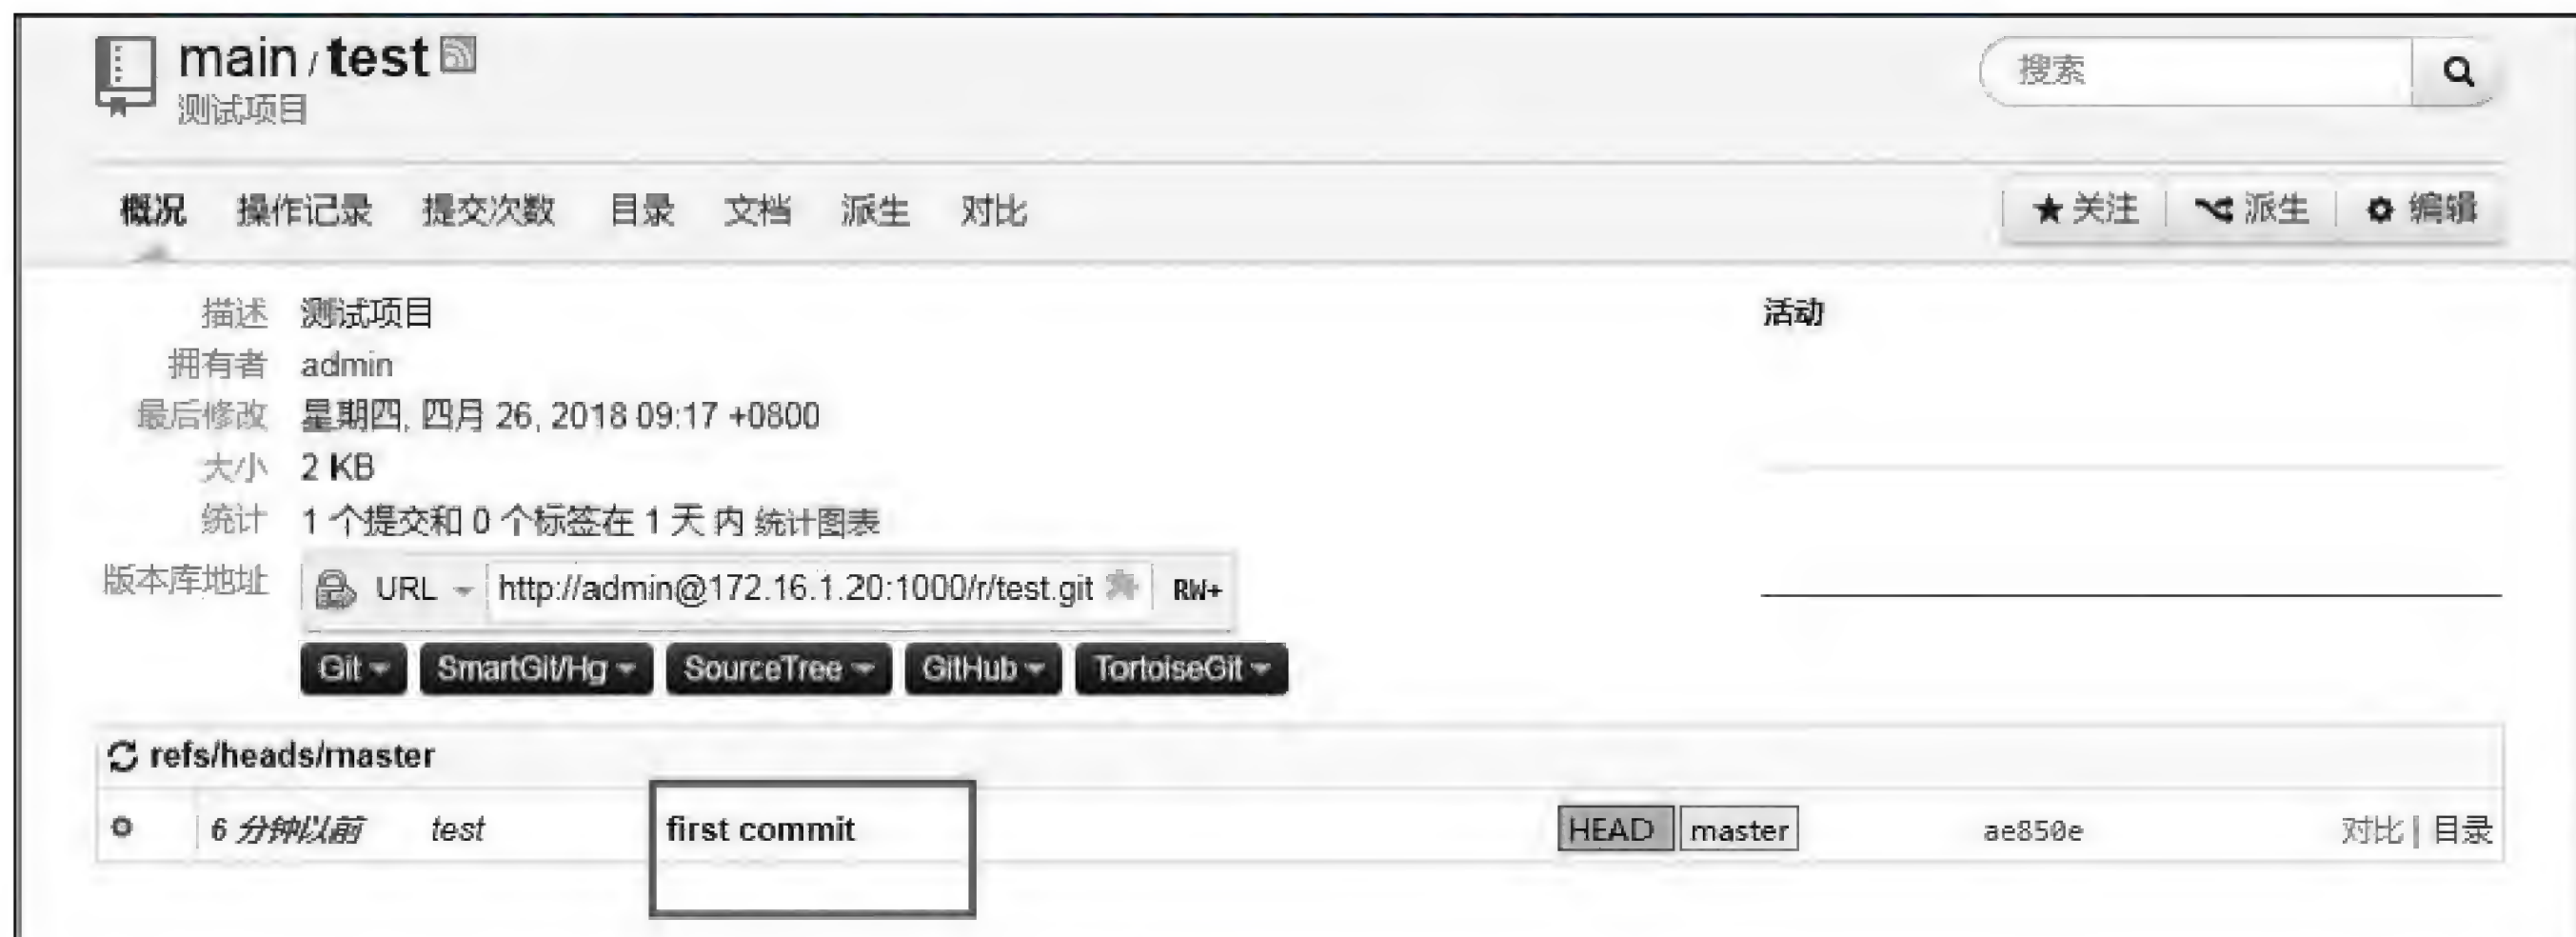 main / test
测试项目
搜索
概况 操作记录 提交次数 目录 文档 派生 对比
关注 派生 编辑
描述 测试项目
活动
拥有者 admin
最后修改 星期四, 四月 26, 2018 09:17 +0800
大小 2 KB
统计 1 个提交和 0 个标签在 1 天 内 统计图表
版本库地址 URL http://admin@172.16.1.20:1000/r/test.git RW+
Git SmartGit/Hg SourceTree GitHub TortoiseGit
refs/heads/master
6 分钟以前 test first commit HEAD master ae850e 对比 | 目录